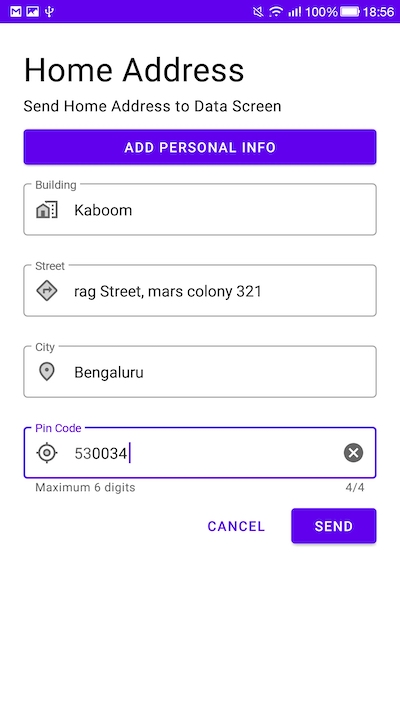 100% 18:56
Home Address
Send Home Address to Data Screen
ADD PERSONAL INFO
Building
Kaboom
Street
rag Street, mars colony 321
City
Bengaluru
Pin Code
530034
Maximum 6 digits 4/4
CANCEL SEND